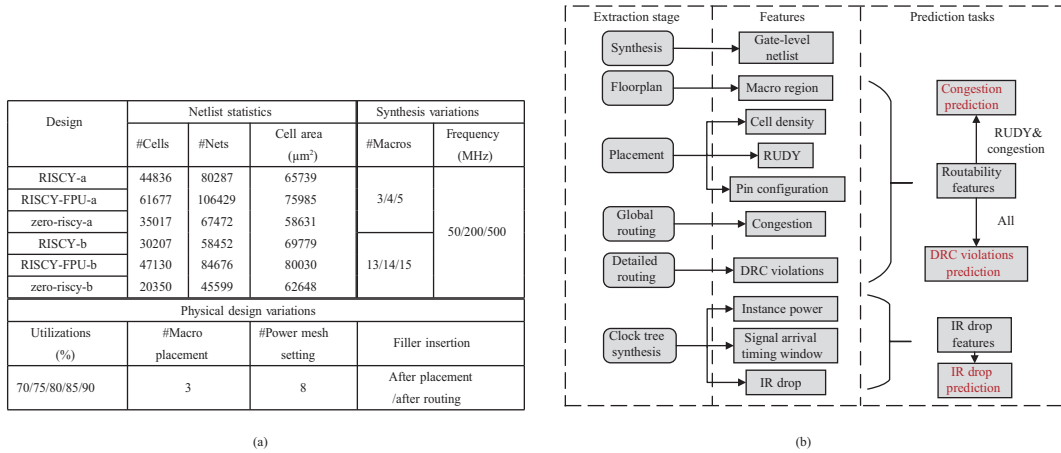 Design
Netlist statistics
Synthesis variations
#Cells
#Nets
Cell area
(μm²)
#Macros
Frequency
(MHz)
RISCY-a 44836 80287 65739
RISCY-FPU-a 61677 106429 75985
zero-riscy-a 35017 67472 58631
3/4/5
RISCY-b 30207 58452 69779
RISCY-FPU-b 47130 84676 80030
zero-riscy-b 20350 45599 62648
13/14/15
50/200/500
Physical design variations
Utilizations
(%)
#Macro
placement
#Power mesh
setting
Filler insertion
70/75/80/85/90
3
8
After placement
/after routing
(a)
Extraction stage
Features
Prediction tasks
Synthesis
Gate-level
netlist
Floorplan
Macro region
Placement
Cell density
RUDY
Pin configuration
Global
routing
Congestion
Detailed
routing
DRC violations
Clock tree
synthesis
Instance power
Signal arrival
timing window
IR drop
Congestion
prediction
RUDY&
congestion
Routability
features
All
DRC violations
prediction
IR drop
features
IR drop
prediction
(b)